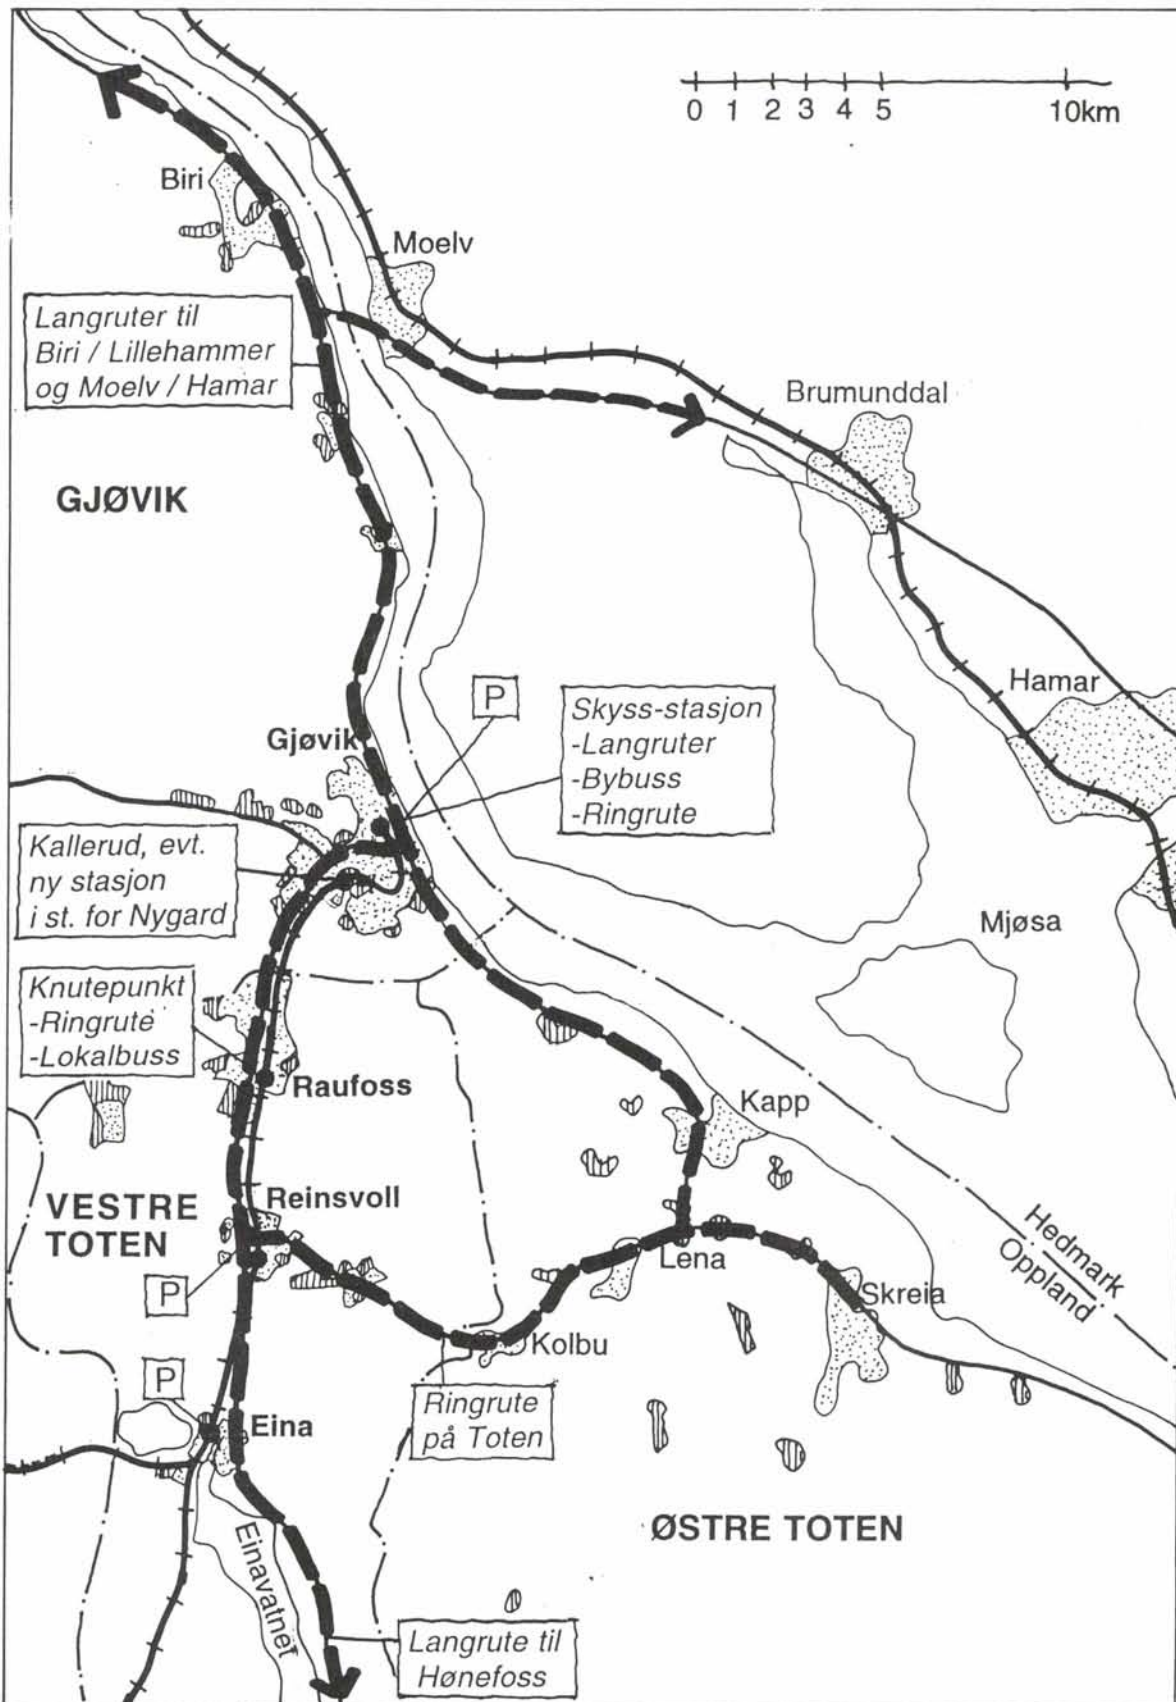 0 1 2 3 4 5 10km
Biri
Moelv
Langruter til
Biri / Lillehammer
og Moelv / Hamar
Brumunddal
GJØVIK
Hamar
P
Skyss-stasjon
-Langruter
-Bybuss
-Ringrute
Gjøvik
Kallerud, evt.
ny stasjon
i st. for Nygard
Mjøsa
Knutepunkt
-Ringrute
-Lokalbuss
Raufoss
Kapp
VESTRE
TOTEN
Reinsvoll
Hedmark
Oppland
Lena
P
Skreia
Kolbu
P
Ringrute
på Toten
Eina
ØSTRE TOTEN
Einavatnet
Langrute til
Hønefoss